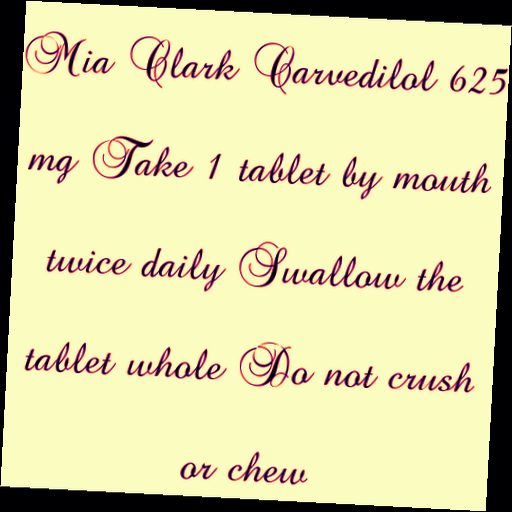 Mia Clark Carvedilol 625
mg Take 1 tablet by mouth
twice daily Swallow the
tablet whole Do not crush
or chew